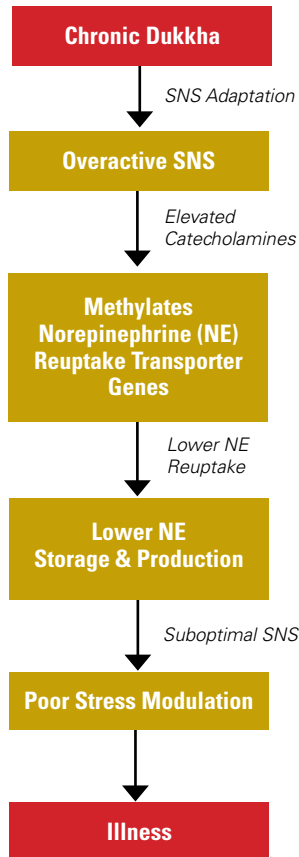 Chronic Dukkha
SNS Adaptation
Overactive SNS
Elevated
Catecholamines
Methylates
Norepinephrine (NE)
Reuptake Transporter
Genes
Lower NE
Reuptake
Lower NE
Storage & Production
Suboptimal SNS
Poor Stress Modulation
Illness